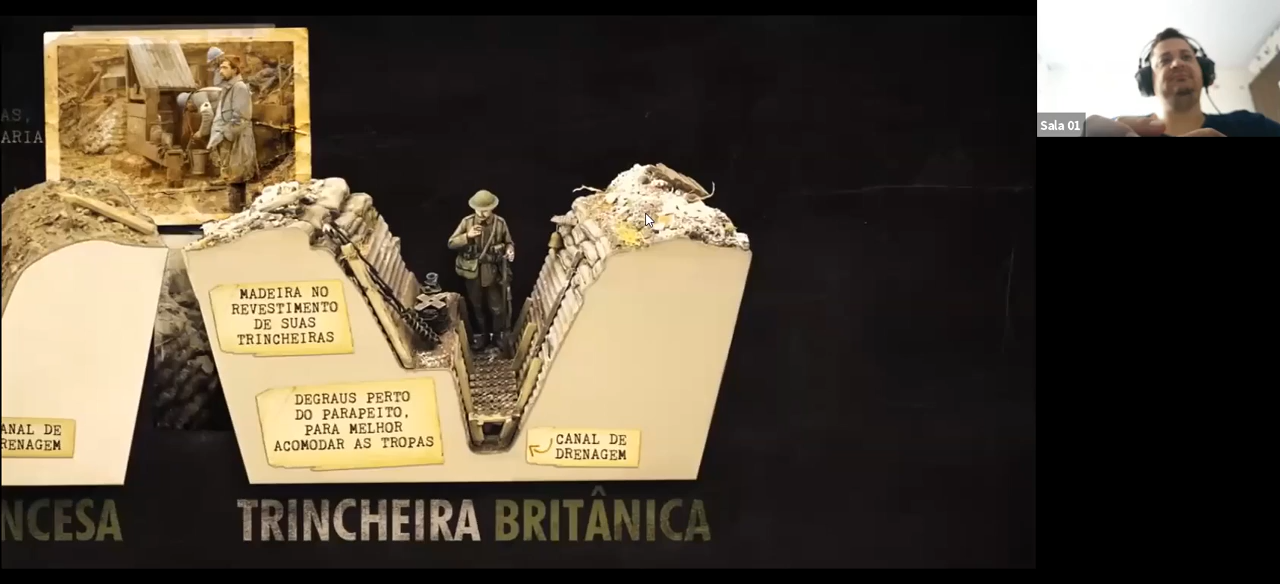 AS,
ARIA
MADEIRA NO
REVESTIMENTO
DE SUAS
TRINCHEIRAS
DEGRAUS PERTO
DO PARAPEITO,
PARA MELHOR
ACOMODAR AS TROPAS
CANAL DE
DRENAGEM
ANAL DE
RENAGEM
NCESA
TRINCHEIRA BRITÂNICA
Sala 01